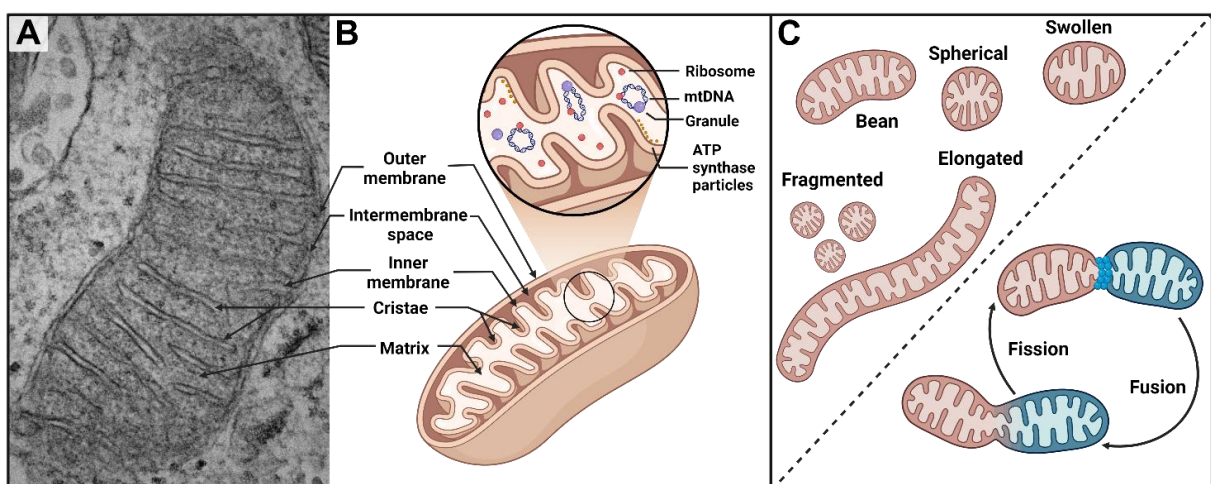 A
B
Ribosome
mtDNA
Granule
ATP
synthase
particles
Outer
membrane
Intermembrane
space
Inner
membrane
Cristae
Matrix
C
Swollen
Spherical
Bean
Elongated
Fragmented
Fission
Fusion